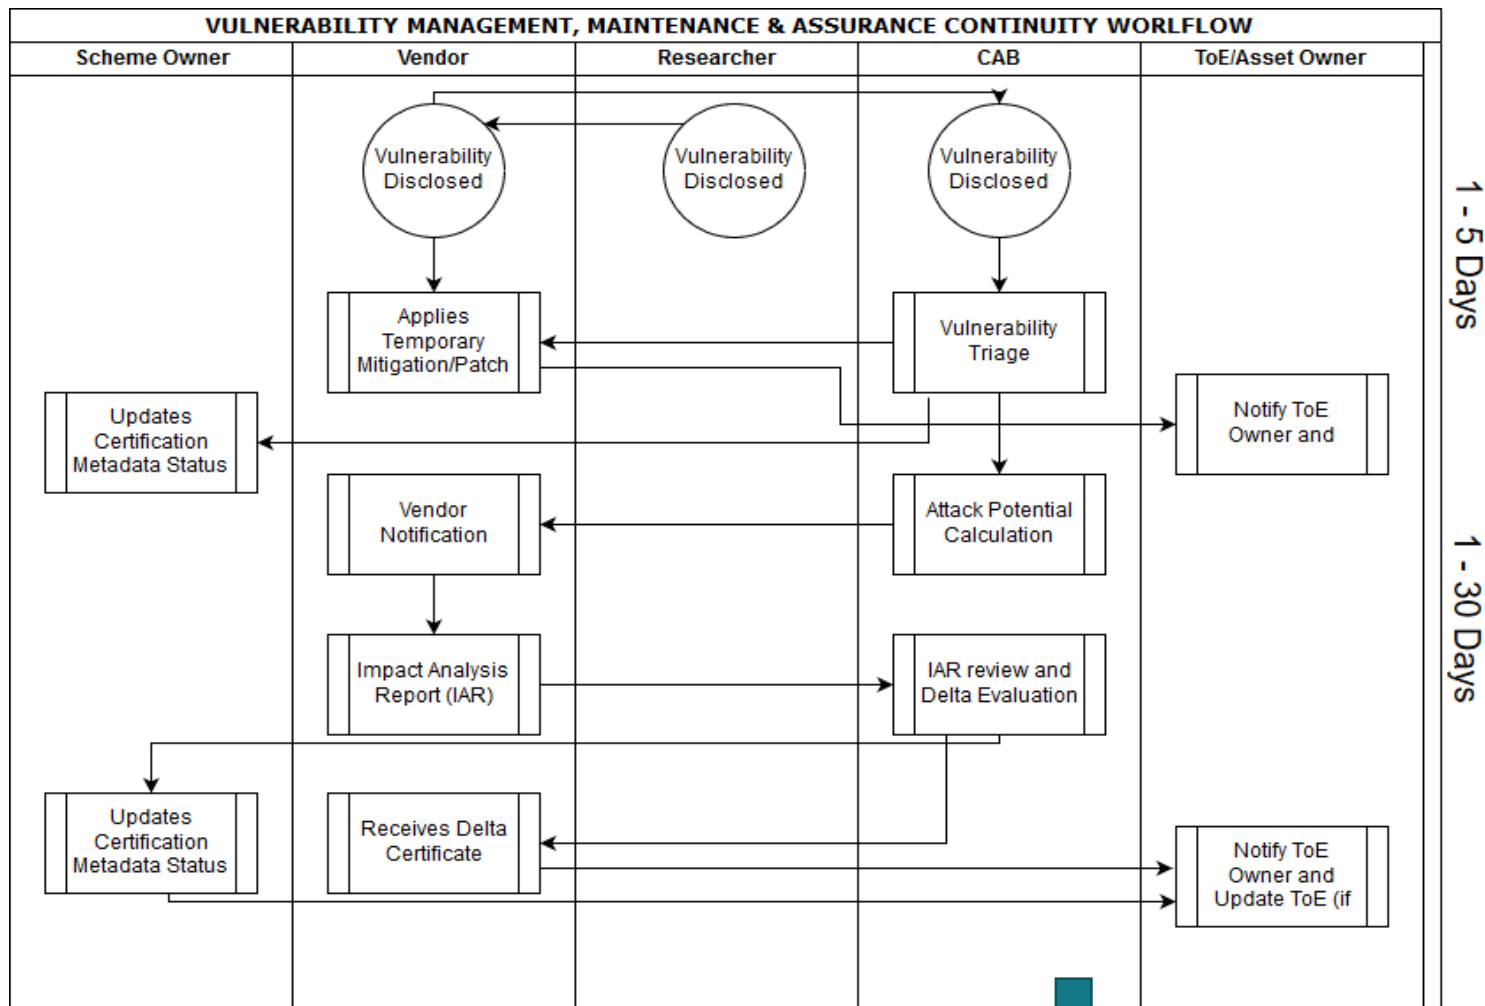 VULNERABILITY MANAGEMENT, MAINTENANCE & ASSURANCE CONTINUITY WORLFLOW
Scheme Owner
Vendor
Researcher
CAB
ToE/Asset Owner
Vulnerability
Disclosed
Vulnerability
Disclosed
Vulnerability
Disclosed
1 - 5 Days
Applies
Temporary
Mitigation/Patch
Vulnerability
Triage
Updates
Certification
Metadata Status
Notify ToE
Owner and
Vendor
Notification
Attack Potential
Calculation
1 - 30 Days
Impact Analysis
Report (IAR)
IAR review and
Delta Evaluation
Updates
Certification
Metadata Status
Receives Delta
Certificate
Notify ToE
Owner and
Update ToE (if